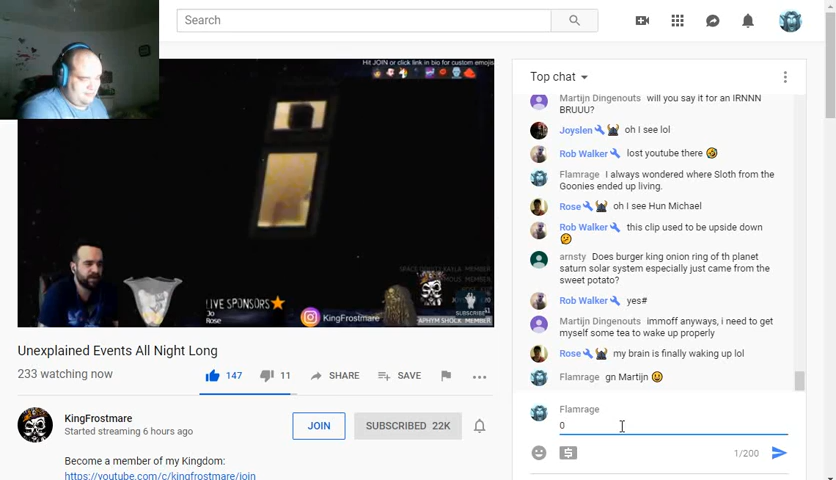 Search
Hit JOIN or click link in bio for custom emojis
LIVE SPONSORS
Jo
Rose
KingFrostmare
SUBSCRIBE
APHYM SHOCK MEMBER
Unexplained Events All Night Long
233 watching now
147
11
SHARE
SAVE
KingFrostmare
Started streaming 6 hours ago
JOIN
SUBSCRIBED 22K
Become a member of my Kingdom:
https://youtube.com/c/kingfrostmare/join
Top chat
Martijn Dingenouts will you say it for an IRNNN
BRUUU?
Joyslen oh I see lol
Rob Walker lost youtube there
Flamrage I always wondered where Sloth from the
Goonies ended up living.
Rose oh I see Hun Michael
Rob Walker this clip used to be upside down
arnsty Does burger king onion ring of th planet
saturn solar system especially just came from the
sweet potato?
Rob Walker yes#
Martijn Dingenouts immoff anyways, i need to get
myself some tea to wake up properly
Rose my brain is finally waking up lol
Flamrage gn Martijn
Flamrage
0
1/200